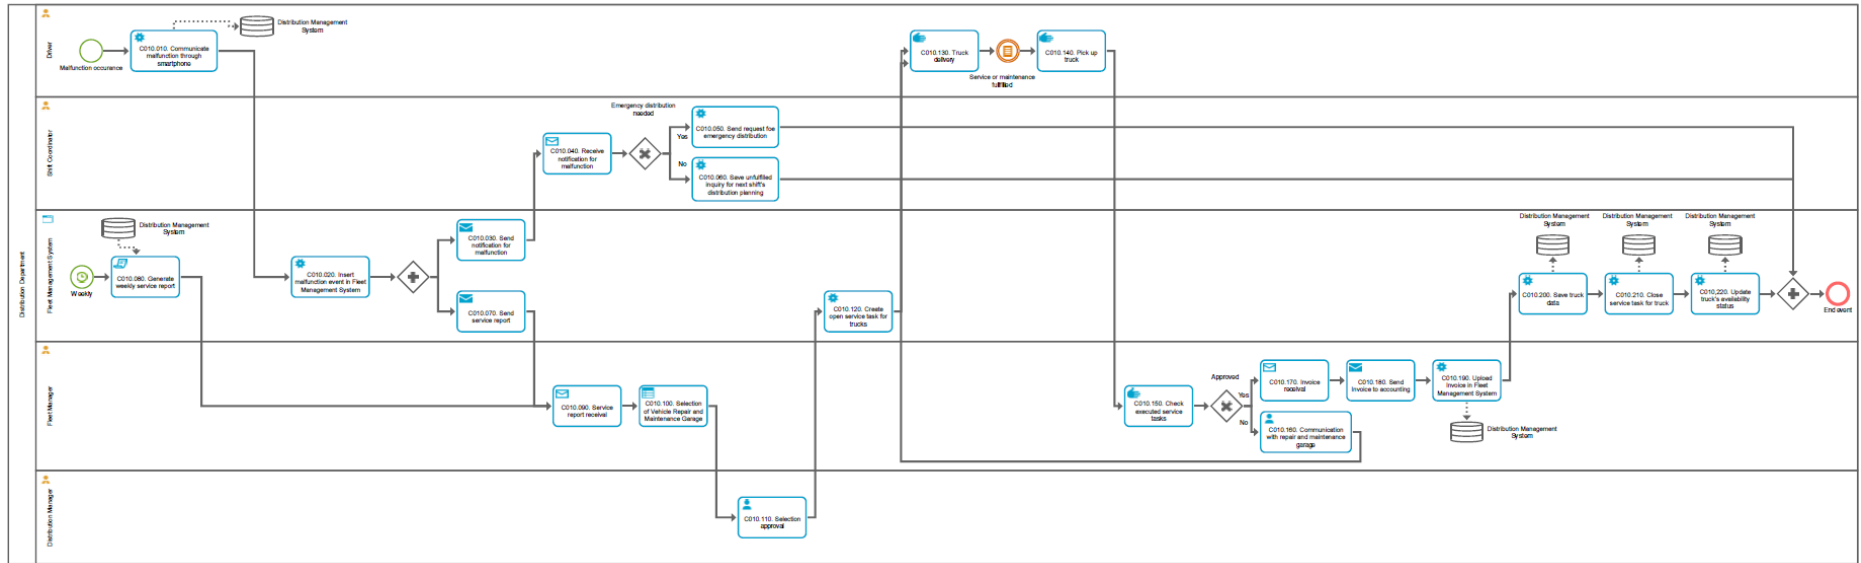 Distribution Department
Driver
Malfunction occurance
C010.010. Communicate
malfunction through
smartphone
Distribution Management
System
C010.130. Truck
delivery
Service or maintenance
fulfilled
C010.140. Pick up
truck
Shift Coordinator
C010.040. Receive
notification for
malfunction
Emergency distribution
needed
Yes
No
C010.050. Send request foe
emergency distribution
C010.060. Save unfulfilled
inquiry for next shift's
distribution planning
Fleet Management System
Weekly
Distribution Management
System
C010.080. Generate
weekly service report
C010.020. Insert
malfunction event in Fleet
Management System
C010.030. Send
notification for
malfunction
C010.070. Send
service report
C010.120. Create
open service task for
trucks
Distribution Management
System
Distribution Management
System
Distribution Management
System
C010.200. Save truck
data
C010.210. Close
service task for truck
C010.220. Update
truck's availability
status
End event
Fleet Manager
C010.090. Service
report receival
C010.100. Selection
of Vehicle Repair and
Maintenance Garage
C010.150. Check
executed service
tasks
Approved
Yes
No
C010.170. Invoice
receival
C010.180. Send
Invoice to accounting
C010.190. Upload
Invoice in Fleet
Management System
C010.160. Communication
with repair and maintenance
garage
Distribution Management
System
Distribution Manager
C010.110. Selection
approval